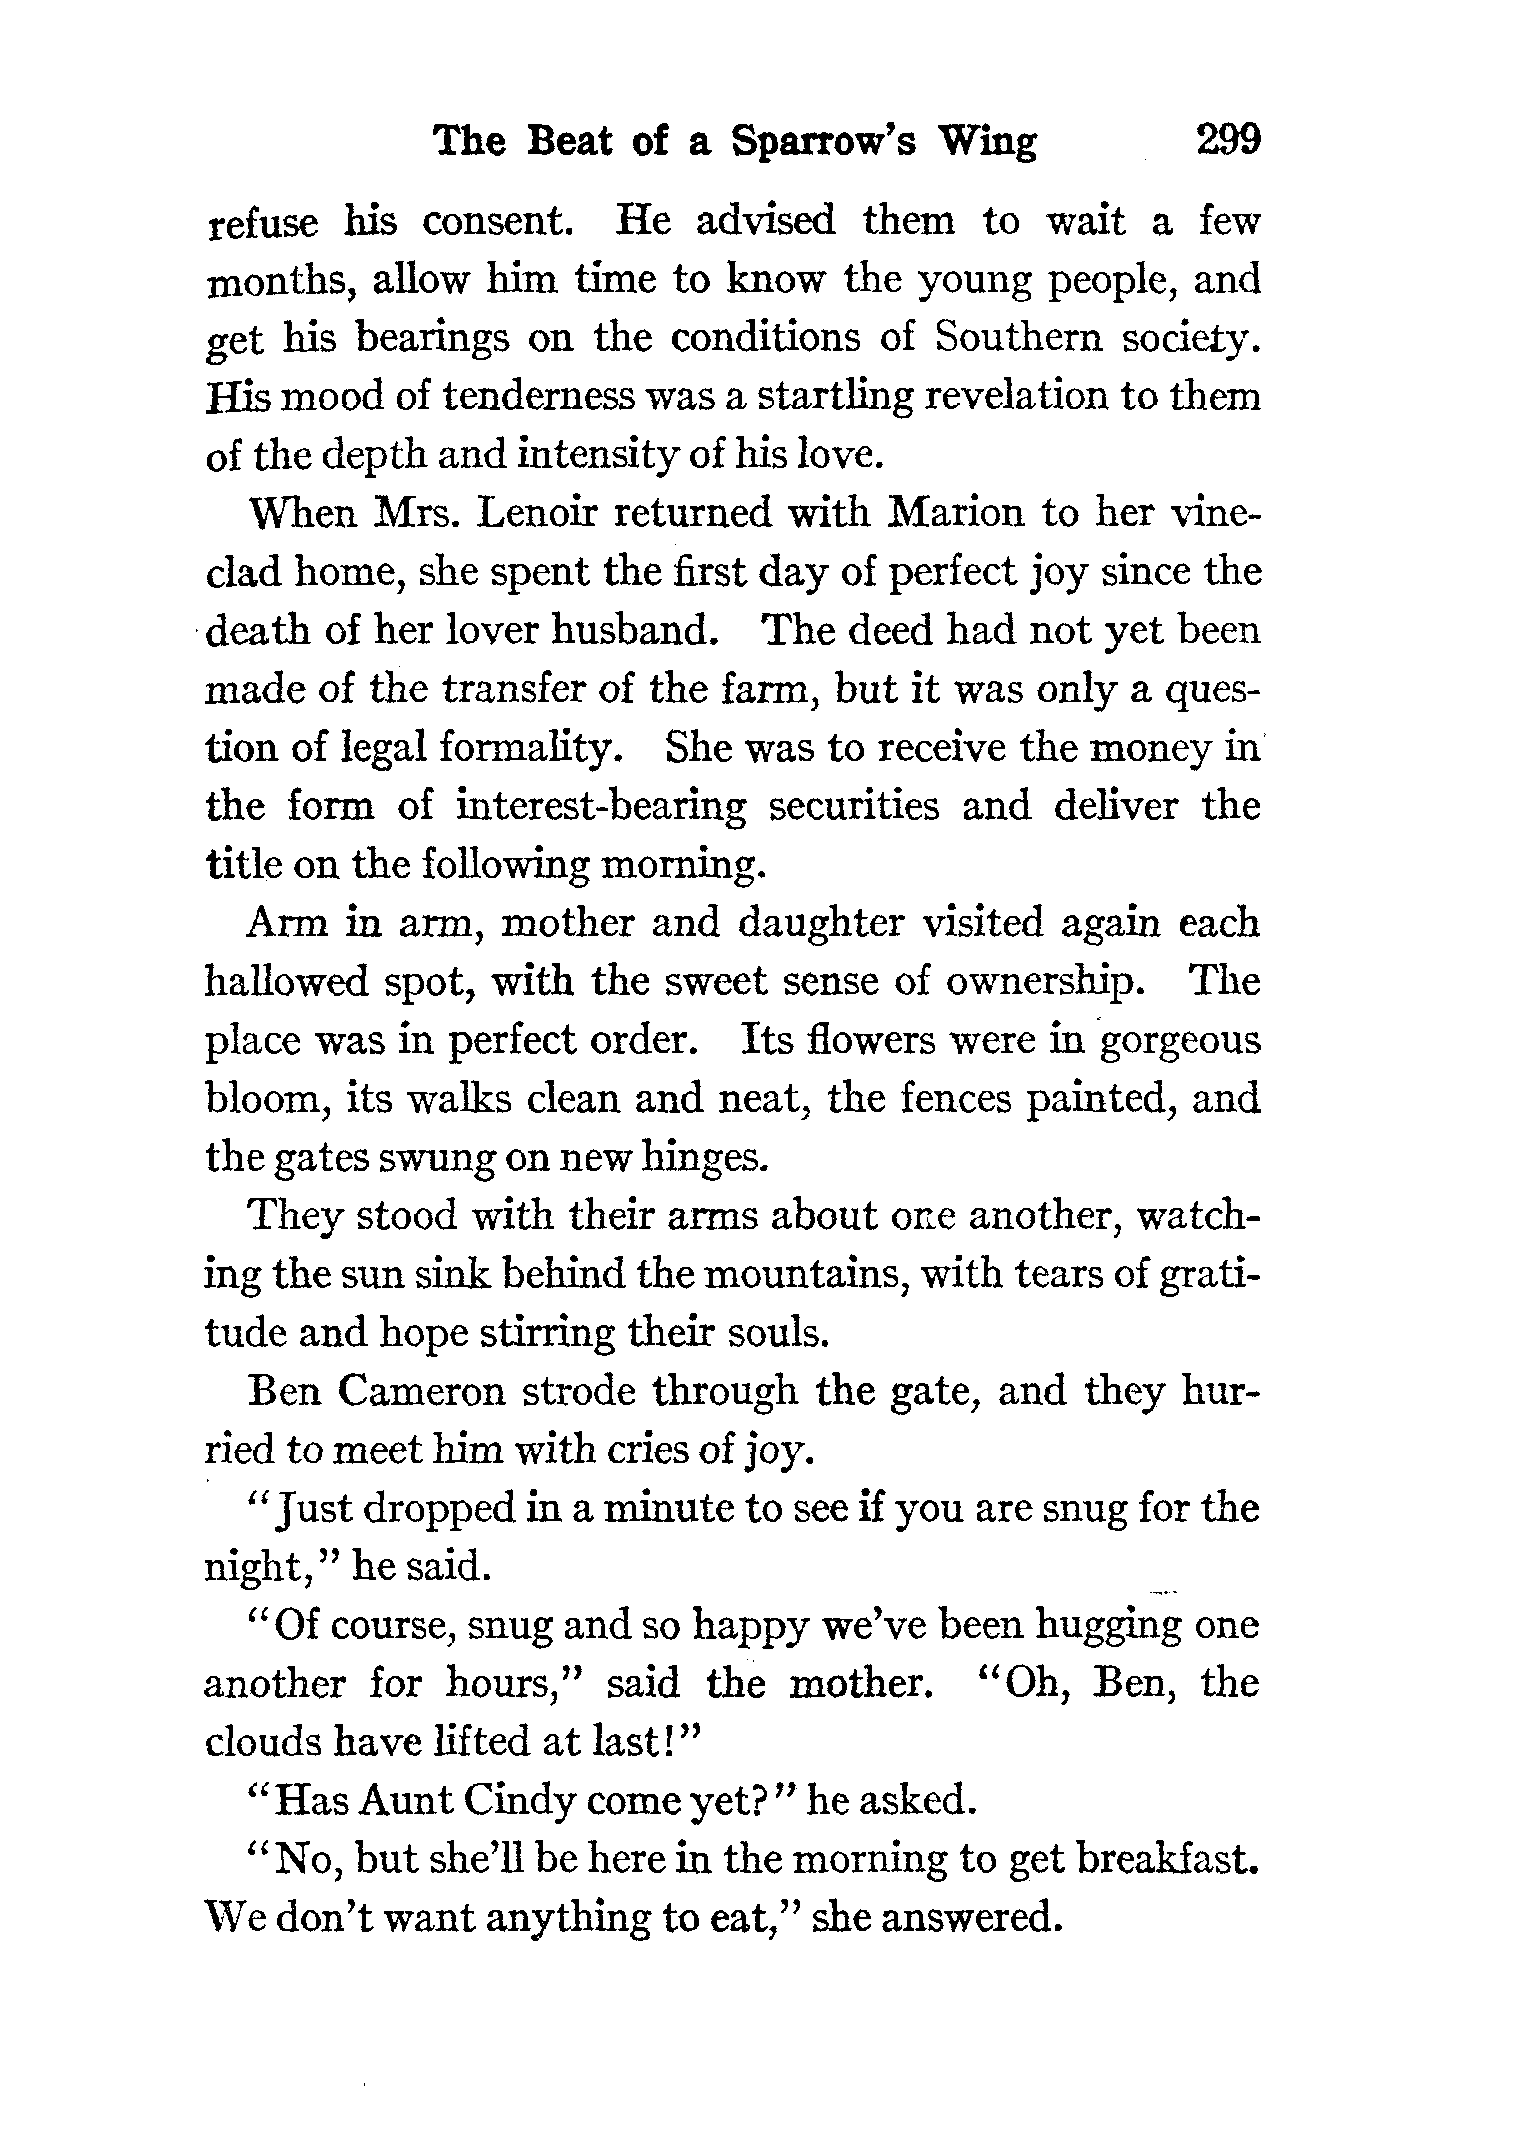 The Beat of a Sparrow's Wing 299
refuse his consent. He advised them to wait a few
months, allow him time to know the young people, and
get his bearings on the conditions of Southern society.
His mood of tenderness was a startling revelation to them
of the depth and intensity of his love.
When Mrs. Lenoir returned with Marion to her vine-
clad home, she spent the first day of perfect joy since the
death of her lover husband. The deed had not yet been
made of the transfer of the farm, but it was only a ques-
tion of legal formality. She was to receive the money in
the form of interest-bearing securities and deliver the
title on the following morning.
Arm in arm, mother and daughter visited again each
hallowed spot, with the sweet sense of ownership. The
place was in perfect order. Its flowers were in gorgeous
bloom, its walks clean and neat, the fences painted, and
the gates swung on new hinges.
They stood with their arms about one another, watch-
ing the sun sink behind the mountains, with tears of grati-
tude and hope stirring their souls.
Ben Cameron strode through the gate, and they hur-
ried to meet him with cries of joy.
"Just dropped in a minute to see if you are snug for the
night," he said.
"Of course, snug and so happy we've been hugging one
another for hours," said the mother. "Oh, Ben, the
clouds have lifted at last!"
"Has Aunt Cindy come yet?" he asked.
"No, but she'll be here in the morning to get breakfast.
We don't want anything to eat," she answered.